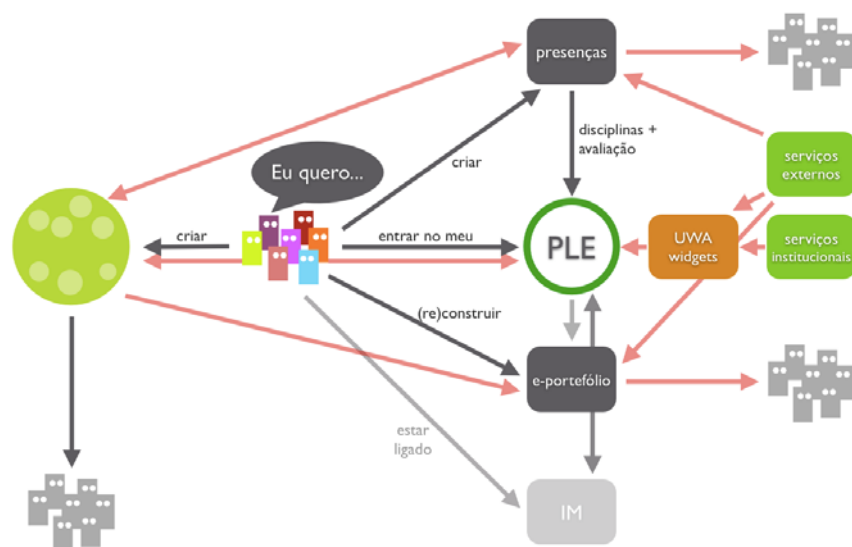 presenças
disciplinas +
avaliação
criar
serviços
externos
Eu quero...
criar
entrar no meu
PLE
UWA
widgets
serviços
institucionais
(re)construir
e-portefólio
estar
ligado
IM